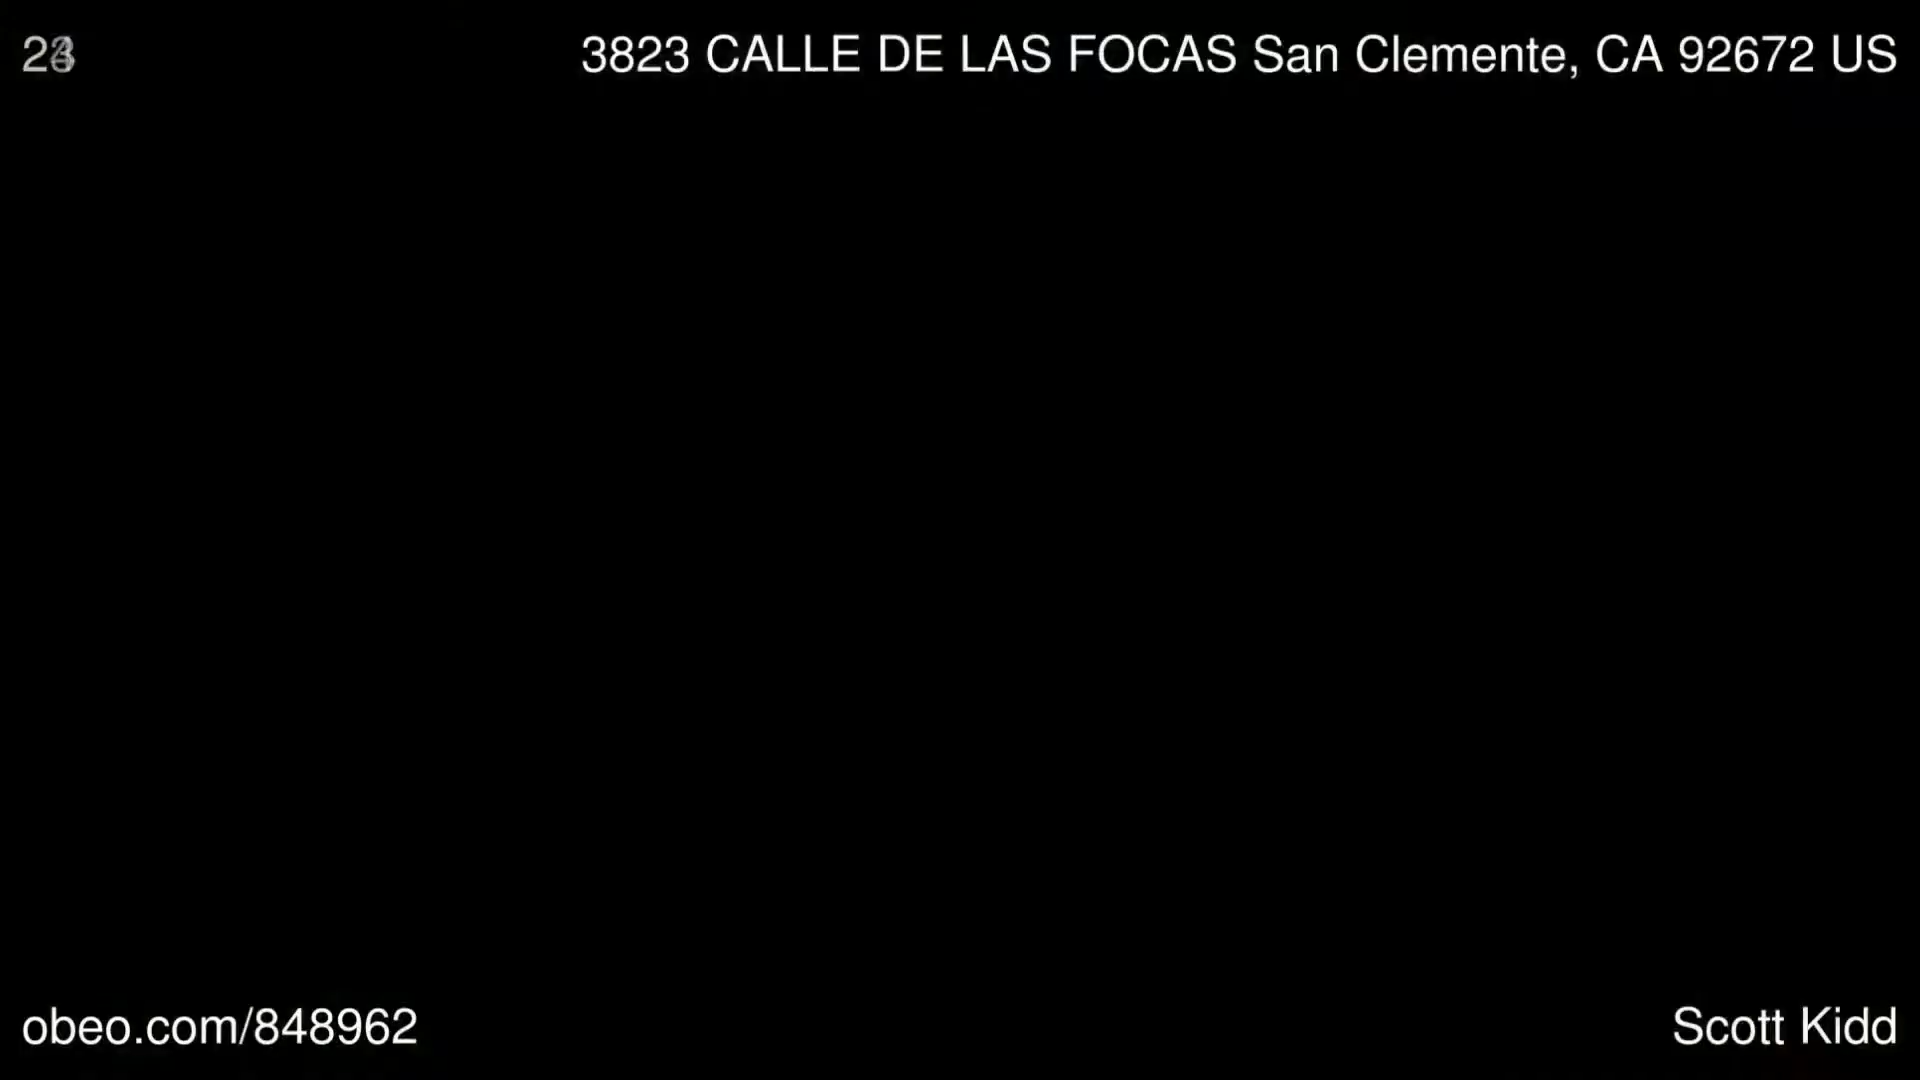 3823 CALLE DE LAS FOCAS San Clemente, CA 92672 US
obeo.com/848962
Scott Kidd